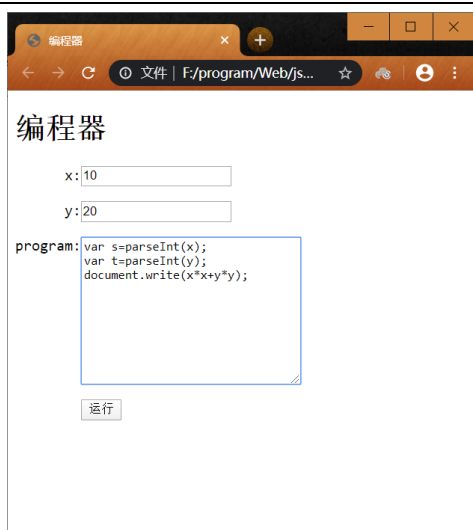 编程器
文件 | F:/program/Web/js...
编程器
x:10
y:20
program:var s=parseInt(x);
var t=parseInt(y);
document.write(x*x+y*y);
运行